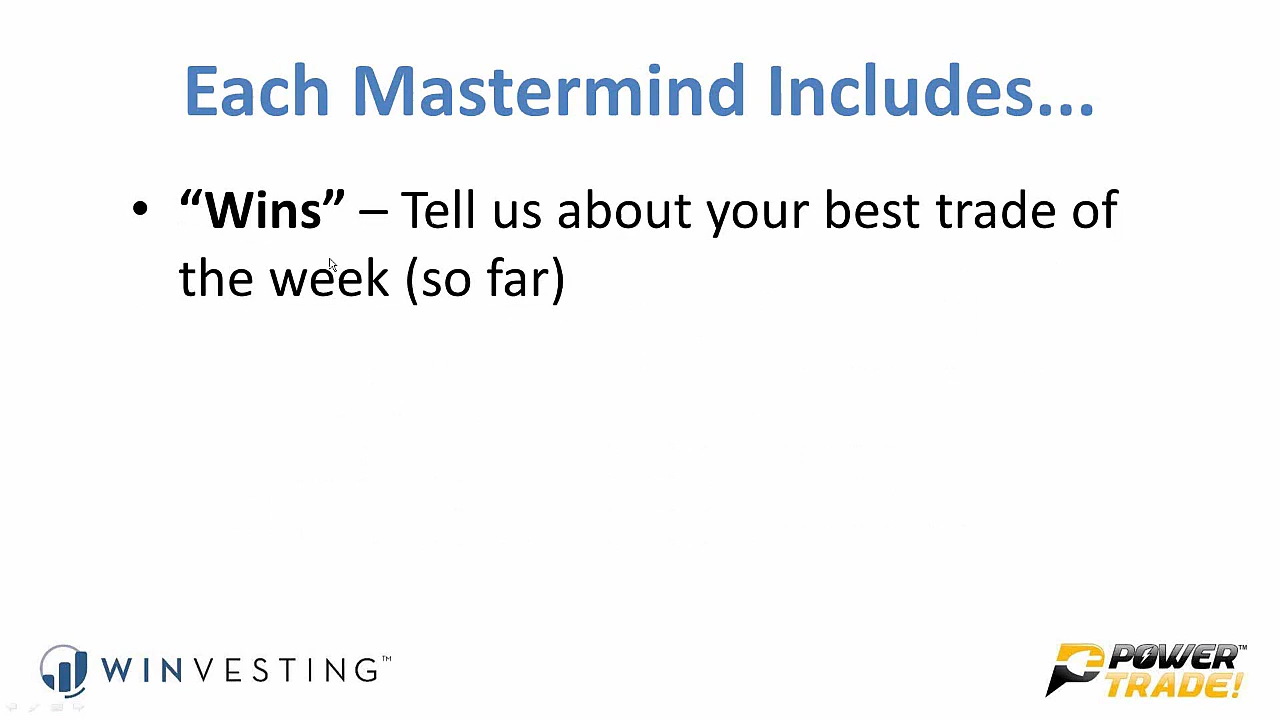 Each Mastermind Includes...
• “Wins” – Tell us about your best trade of
the week (so far)
WINVESTING™
POWER™
TRADE!